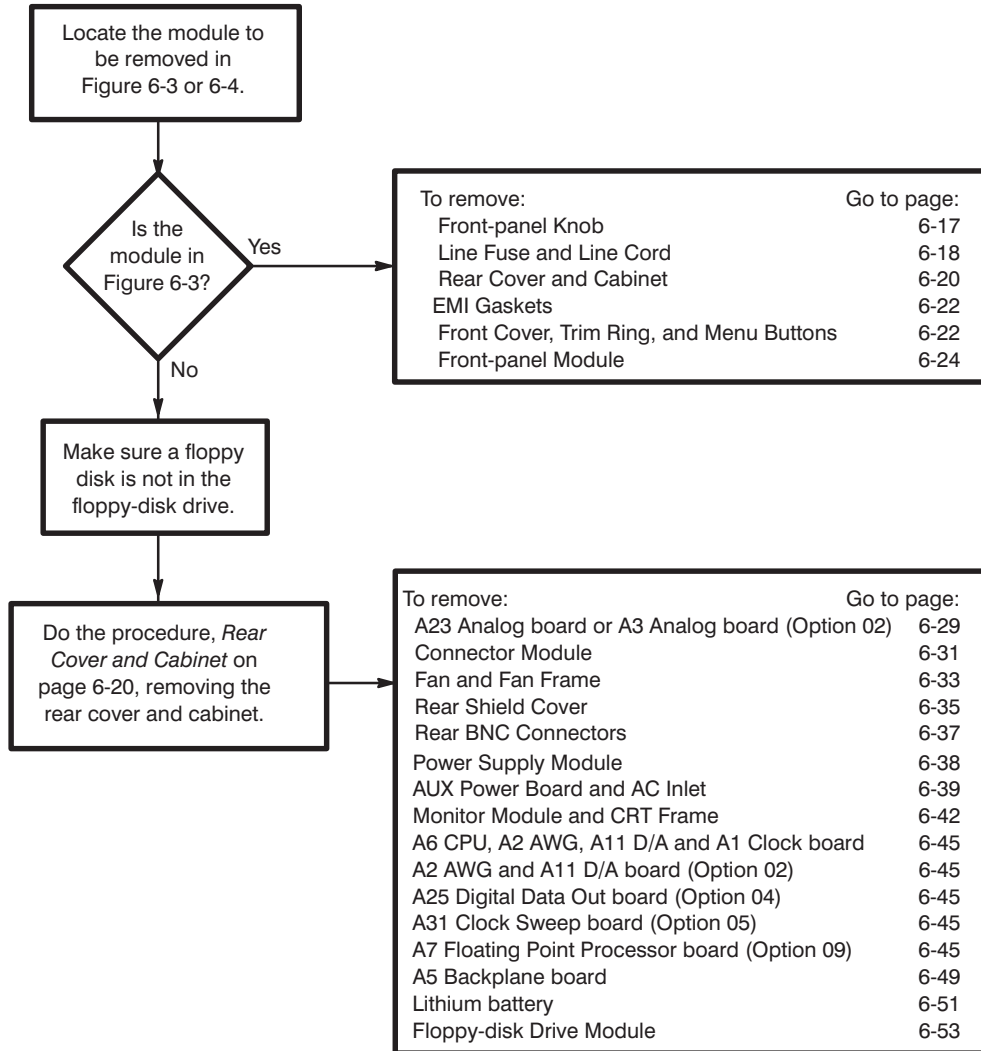 Locate the module to
be removed in
Figure 6-3 or 6-4.
Is the
module in
Figure 6-3?
Yes
To remove: Go to page:
Front-panel Knob 6-17
Line Fuse and Line Cord 6-18
Rear Cover and Cabinet 6-20
EMI Gaskets 6-22
Front Cover, Trim Ring, and Menu Buttons 6-22
Front-panel Module 6-24
No
Make sure a floppy
disk is not in the
floppy-disk drive.
Do the procedure, Rear
Cover and Cabinet on
page 6-20, removing the
rear cover and cabinet.
To remove: Go to page:
A23 Analog board or A3 Analog board (Option 02) 6-29
Connector Module 6-31
Fan and Fan Frame 6-33
Rear Shield Cover 6-35
Rear BNC Connectors 6-37
Power Supply Module 6-38
AUX Power Board and AC Inlet 6-39
Monitor Module and CRT Frame 6-42
A6 CPU, A2 AWG, A11 D/A and A1 Clock board 6-45
A2 AWG and A11 D/A board (Option 02) 6-45
A25 Digital Data Out board (Option 04) 6-45
A31 Clock Sweep board (Option 05) 6-45
A7 Floating Point Processor board (Option 09) 6-45
A5 Backplane board 6-49
Lithium battery 6-51
Floppy-disk Drive Module 6-53